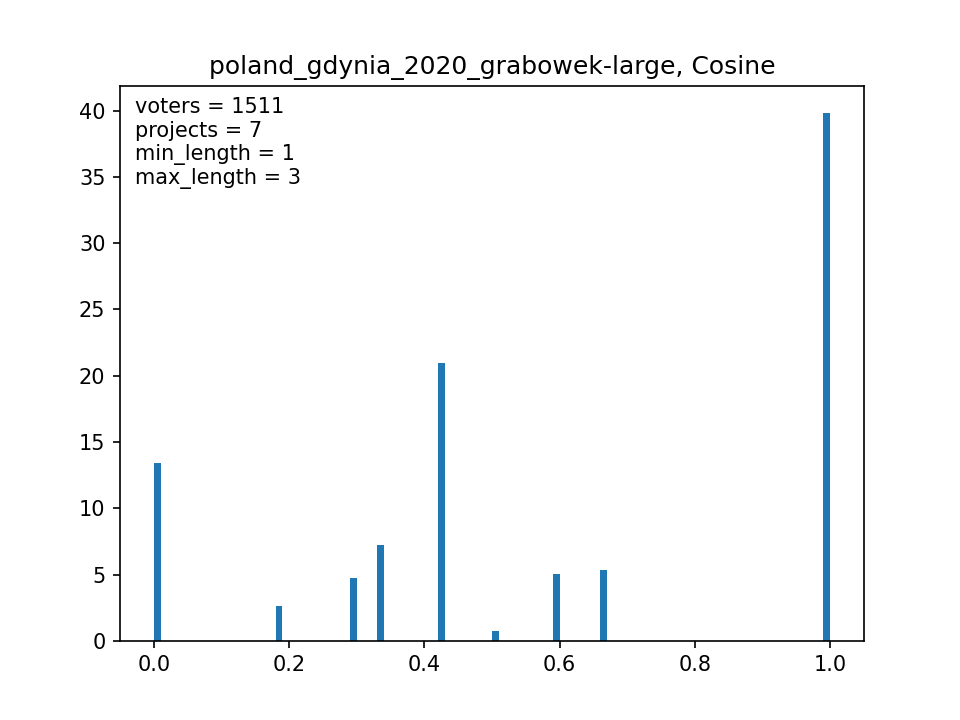 poland_gdynia_2020_grabowek-large, Cosine
voters = 1511
projects = 7
min_length = 1
max_length = 3
40
35
30
25
20
15
10
5
0
0.0 0.2 0.4 0.6 0.8 1.0